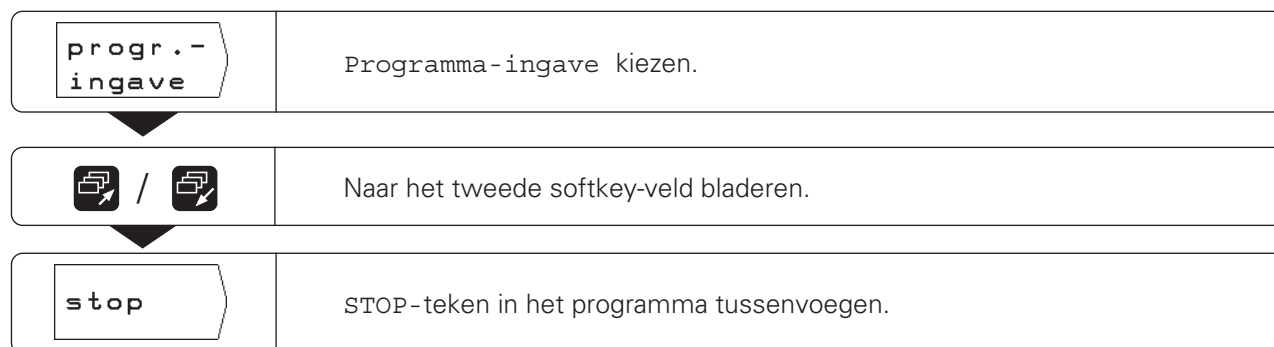 progr.-
ingave
Programma-ingave kiezen.
/
Naar het tweede softkey-veld bladeren.
stop
STOP-teken in het programma tussenvoegen.